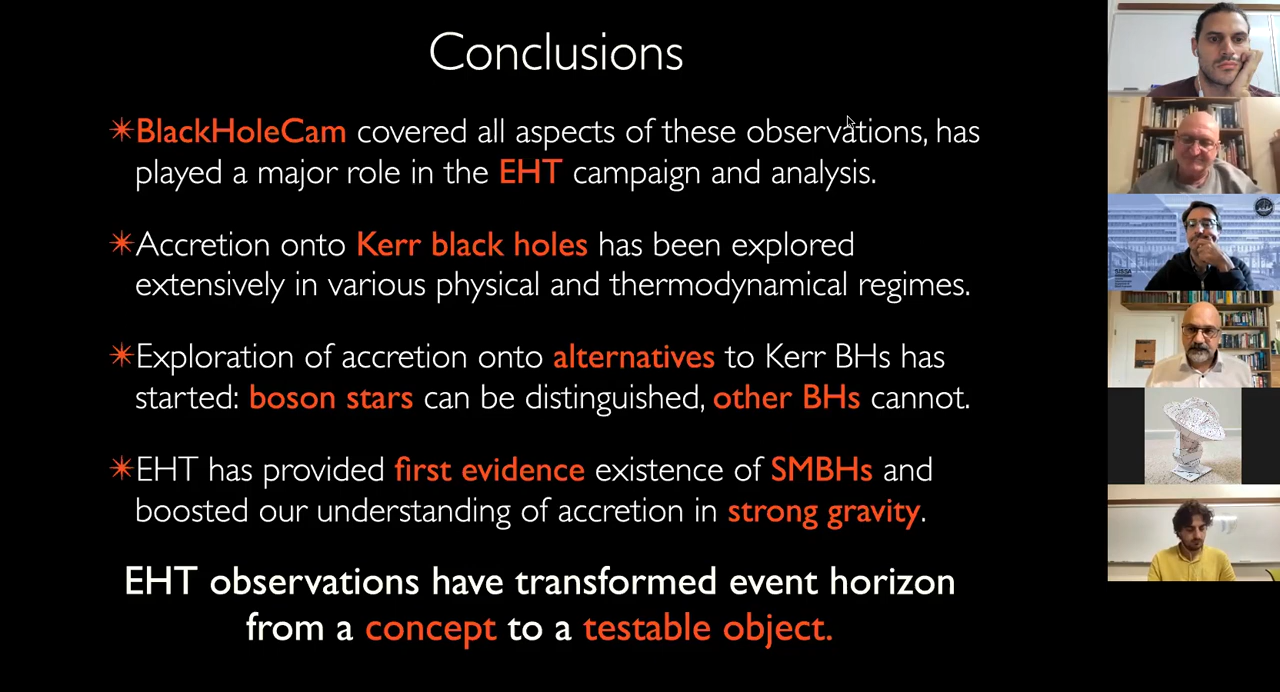 Conclusions
✴BlackHoleCam covered all aspects of these observations, has
played a major role in the EHT campaign and analysis.
✴Accretion onto Kerr black holes has been explored
extensively in various physical and thermodynamical regimes.
✴Exploration of accretion onto alternatives to Kerr BHs has
started: boson stars can be distinguished, other BHs cannot.
✴EHT has provided first evidence existence of SMBHs and
boosted our understanding of accretion in strong gravity.
EHT observations have transformed event horizon
from a concept to a testable object.